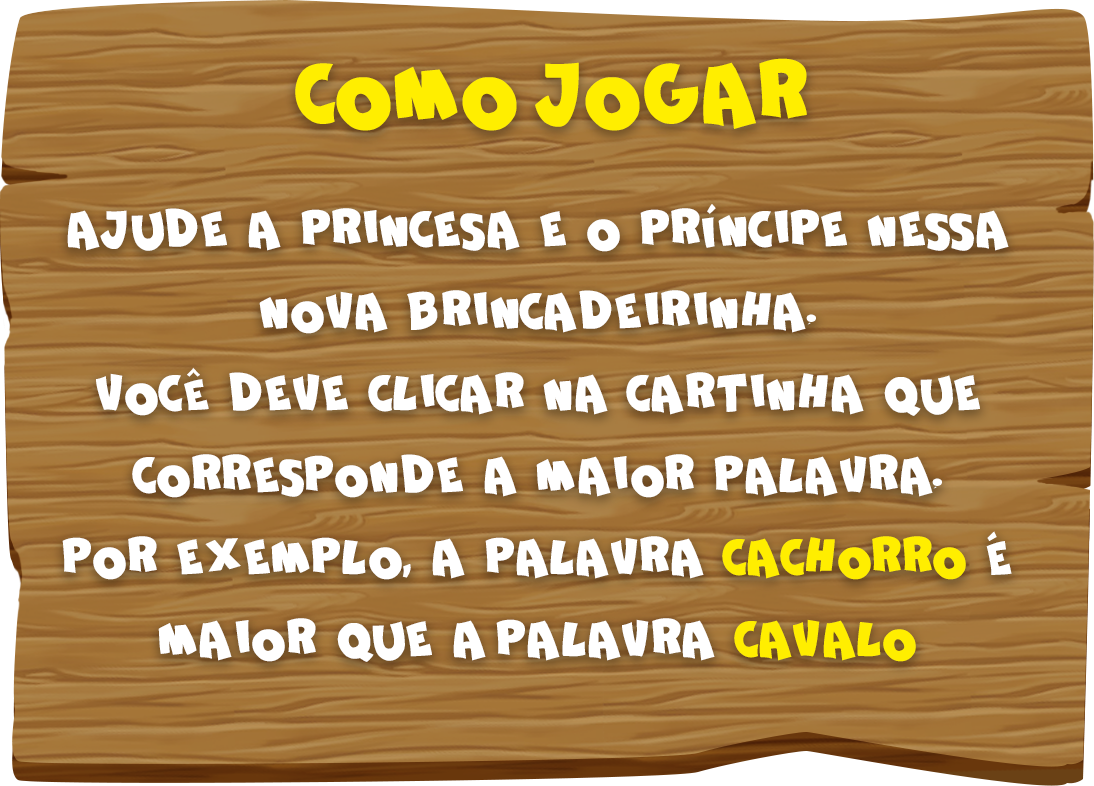 COMO JOGAR
AJUDE A PRINCESA E O PRÍNCIPE NESSA
NOVA BRINCADEIRINHA.
VOCÊ DEVE CLICAR NA CARTINHA QUE
CORRESPONDE A MAIOR PALAVRA.
POR EXEMPLO, A PALAVRA CACHORRO É
MAIOR QUE A PALAVRA CAVALO